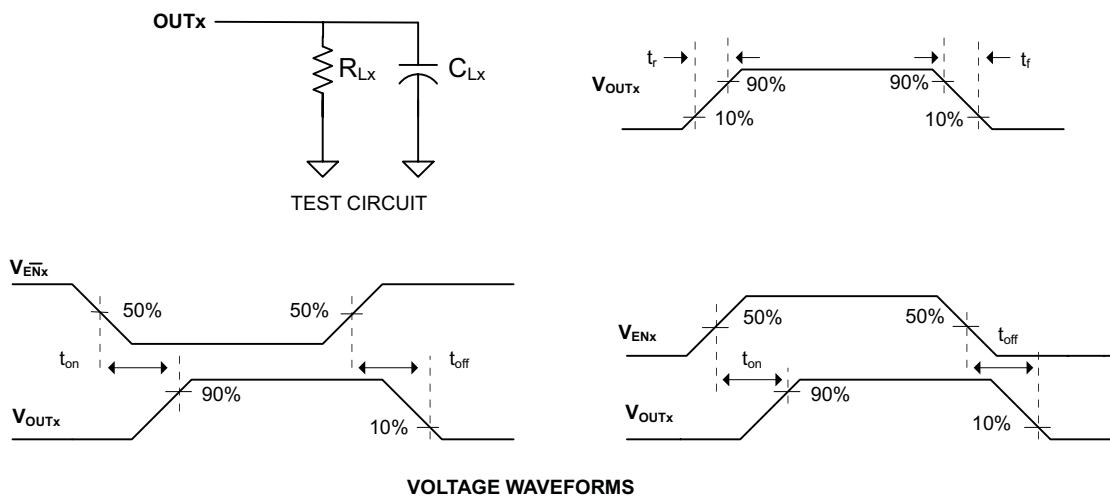 OUTx
RLx
CLx
TEST CIRCUIT
tr
tf
VOUTx
90%
90%
10%
10%
VE̅N̅x
50%
50%
ton
toff
VOUTx
90%
10%
VENx
50%
50%
ton
toff
VOUTx
90%
10%
VOLTAGE WAVEFORMS